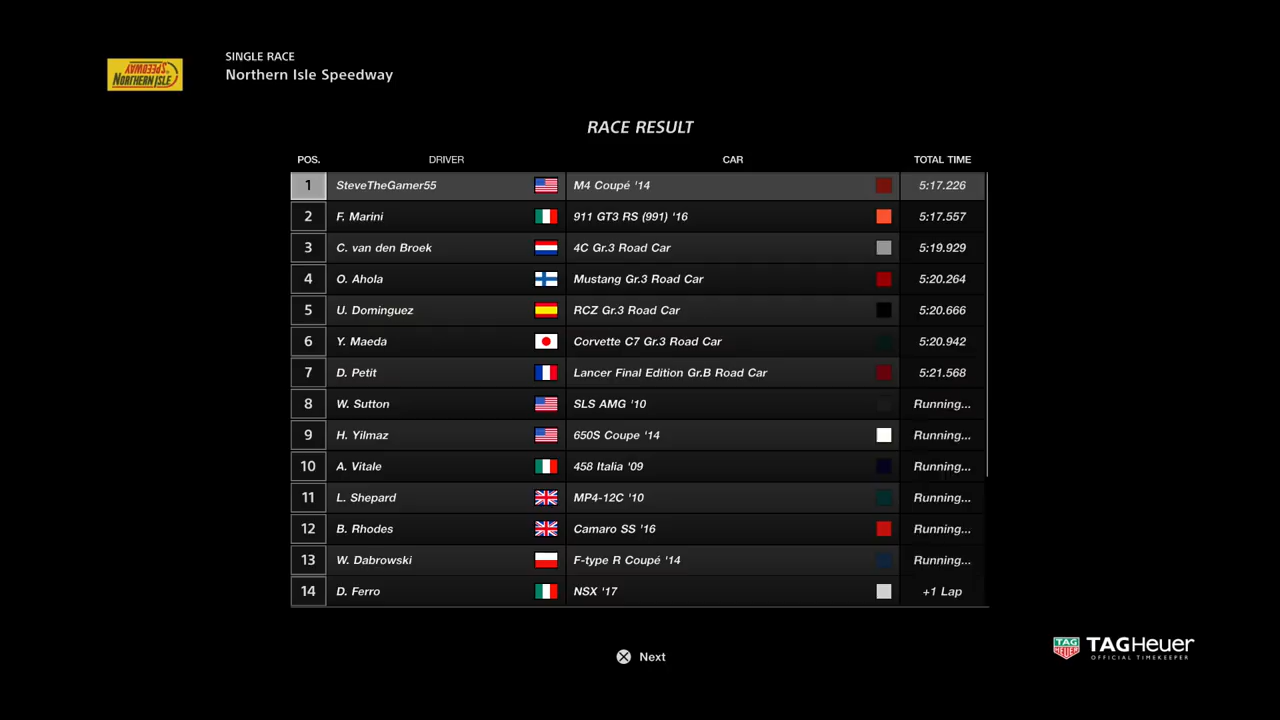 SINGLE RACE
Northern Isle Speedway
SPEEDWAY
NORTHERN ISLE
RACE RESULT
POS. DRIVER CAR TOTAL TIME
1 SteveTheGamer55 M4 Coupé '14 5:17.226
2 F. Marini 911 GT3 RS (991) '16 5:17.557
3 C. van den Broek 4C Gr.3 Road Car 5:19.929
4 O. Ahola Mustang Gr.3 Road Car 5:20.264
5 U. Dominguez RCZ Gr.3 Road Car 5:20.666
6 Y. Maeda Corvette C7 Gr.3 Road Car 5:20.942
7 D. Petit Lancer Final Edition Gr.B Road Car 5:21.568
8 W. Sutton SLS AMG '10 Running...
9 H. Yilmaz 650S Coupe '14 Running...
10 A. Vitale 458 Italia '09 Running...
11 L. Shepard MP4-12C '10 Running...
12 B. Rhodes Camaro SS '16 Running...
13 W. Dabrowski F-type R Coupé '14 Running...
14 D. Ferro NSX '17 +1 Lap
Next
TAG HEUER TAGHeuer
OFFICIAL TIMEKEEPER